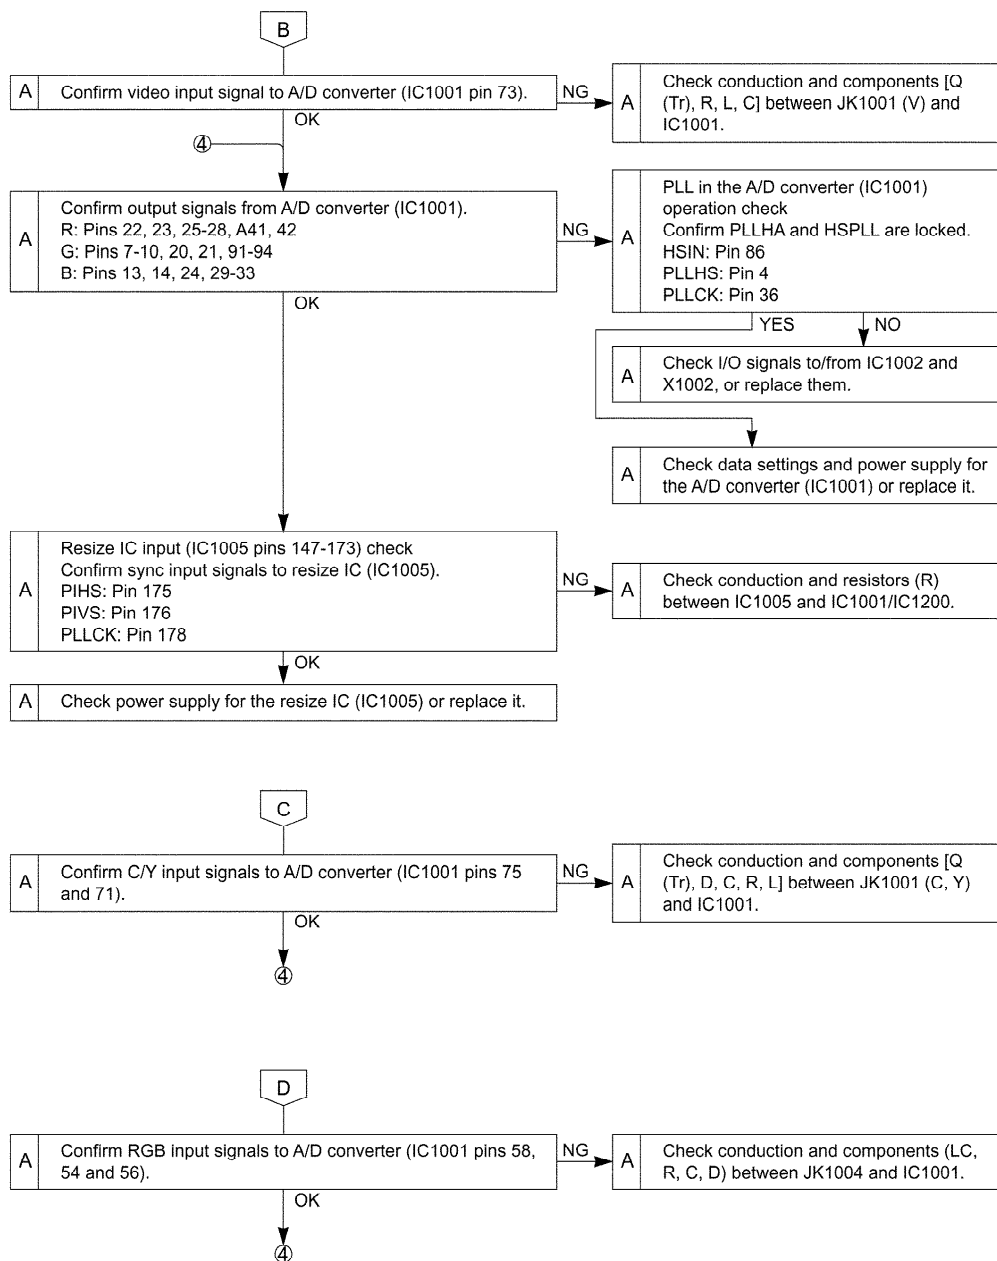 B
A
Confirm video input signal to A/D converter (IC1001 pin 73).
NG
A
Check conduction and components [Q
(Tr), R, L, C] between JK1001 (V) and
IC1001.
OK
④
A
Confirm output signals from A/D converter (IC1001).
R: Pins 22, 23, 25-28, A41, 42
G: Pins 7-10, 20, 21, 91-94
B: Pins 13, 14, 24, 29-33
NG
A
PLL in the A/D converter (IC1001)
operation check
Confirm PLLHA and HSPLL are locked.
HSIN: Pin 86
PLLHS: Pin 4
PLLCK: Pin 36
OK
YES
NO
A
Check I/O signals to/from IC1002 and
X1002, or replace them.
A
Check data settings and power supply for
the A/D converter (IC1001) or replace it.
A
Resize IC input (IC1005 pins 147-173) check
Confirm sync input signals to resize IC (IC1005).
PIHS: Pin 175
PIVS: Pin 176
PLLCK: Pin 178
NG
A
Check conduction and resistors (R)
between IC1005 and IC1001/IC1200.
OK
A
Check power supply for the resize IC (IC1005) or replace it.
C
A
Confirm C/Y input signals to A/D converter (IC1001 pins 75
and 71).
NG
A
Check conduction and components [Q
(Tr), D, C, R, L] between JK1001 (C, Y)
and IC1001.
OK
④
D
A
Confirm RGB input signals to A/D converter (IC1001 pins 58,
54 and 56).
NG
A
Check conduction and components (LC,
R, C, D) between JK1004 and IC1001.
OK
④